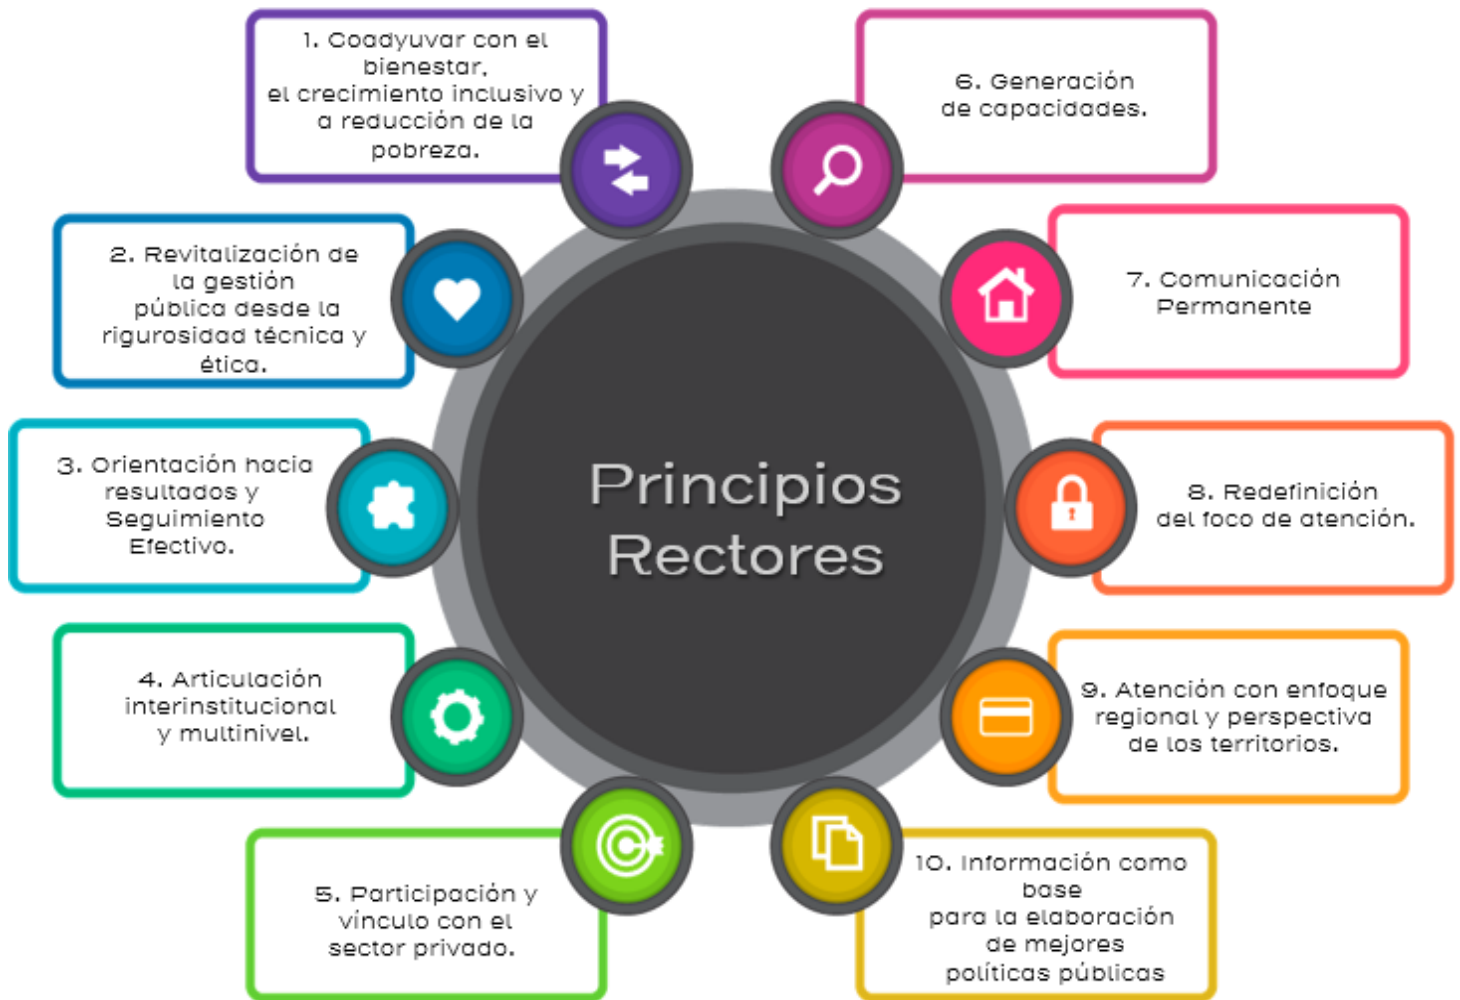 1. Coadyuvar con el
bienestar,
el crecimiento inclusivo y
a reducción de la
pobreza.
2. Revitalización de
la gestión
pública desde la
rigurosidad técnica y
ética.
3. Orientación hacia
resultados y
Seguimiento
Efectivo.
4. Articulación
interinstitucional
y multinivel.
5. Participación y
vínculo con el
sector privado.
Principios
Rectores
6. Generación
de capacidades.
7. Comunicación
Permanente
8. Redefinición
del foco de atención.
9. Atención con enfoque
regional y perspectiva
de los territorios.
10. Información como
base
para la elaboración
de mejores
políticas públicas